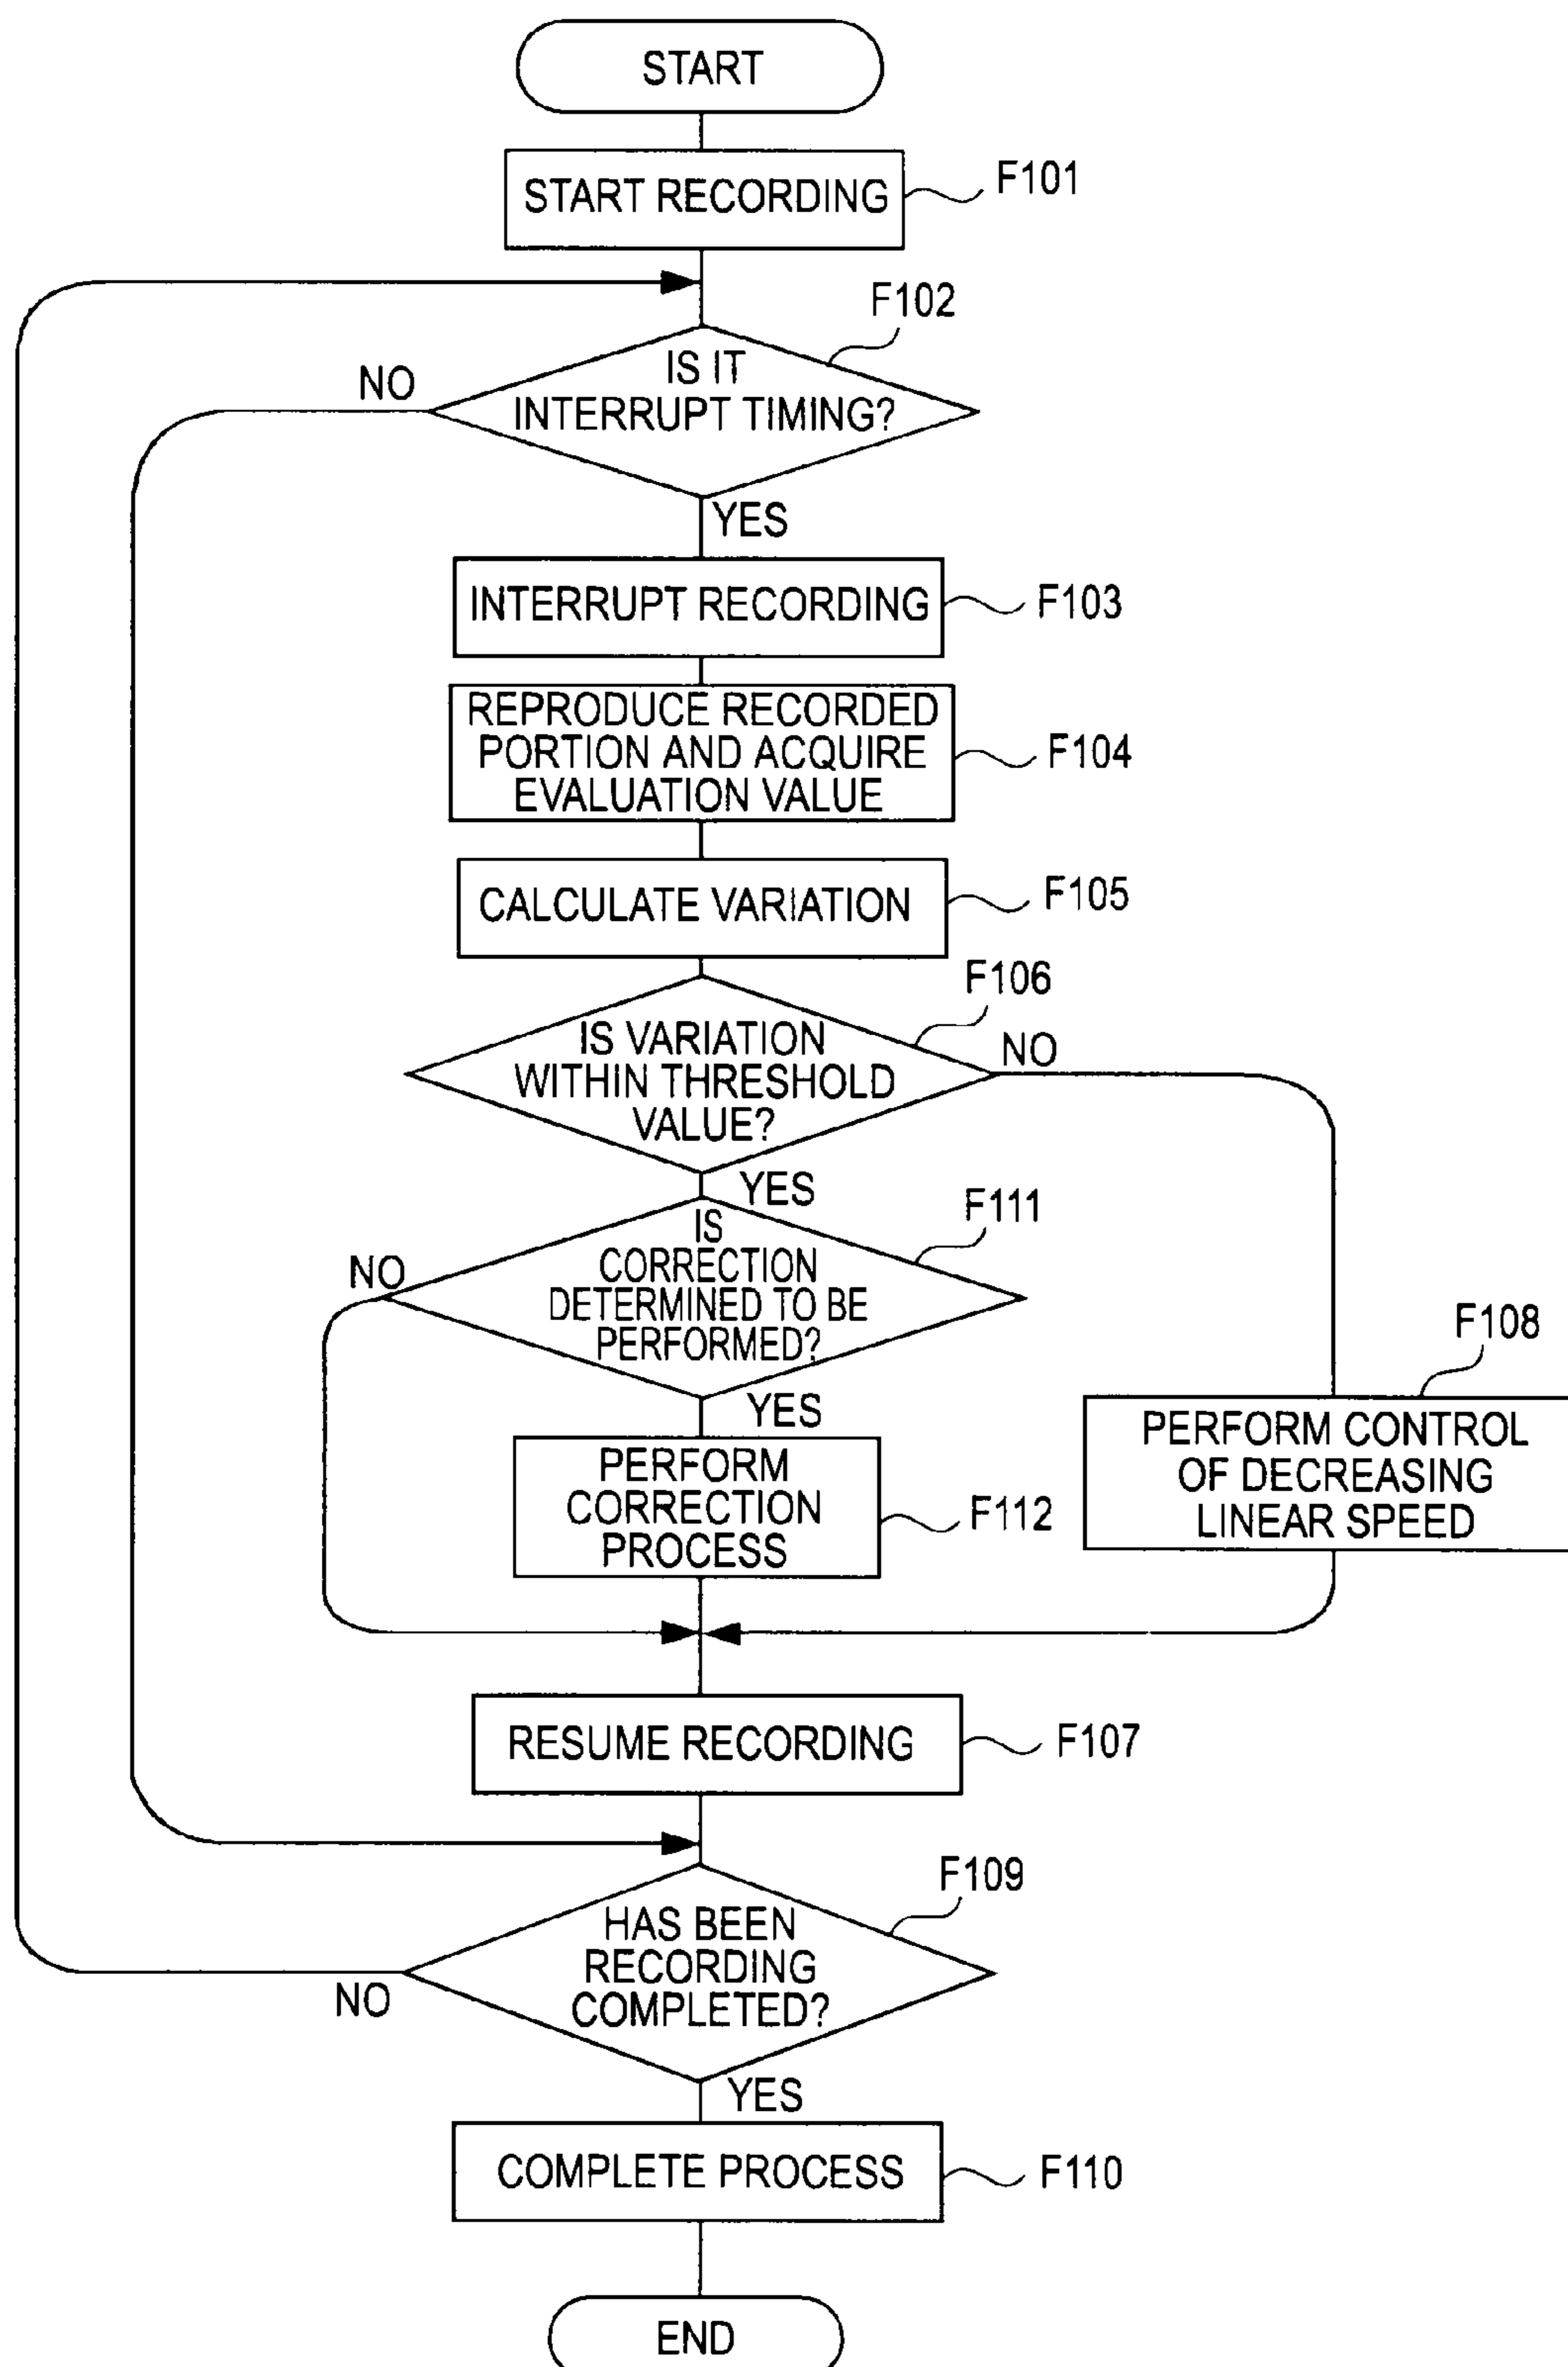 START
START RECORDING
F101
F102
IS IT
INTERRUPT TIMING?
NO
YES
INTERRUPT RECORDING
F103
REPRODUCE RECORDED
PORTION AND ACQUIRE
EVALUATION VALUE
F104
CALCULATE VARIATION
F105
F106
IS VARIATION
WITHIN THRESHOLD
VALUE?
NO
YES
F111
IS
CORRECTION
DETERMINED TO BE
PERFORMED?
NO
YES
F108
PERFORM CONTROL
OF DECREASING
LINEAR SPEED
PERFORM
CORRECTION
PROCESS
F112
RESUME RECORDING
F107
F109
HAS BEEN
RECORDING
COMPLETED?
NO
YES
COMPLETE PROCESS
F110
END